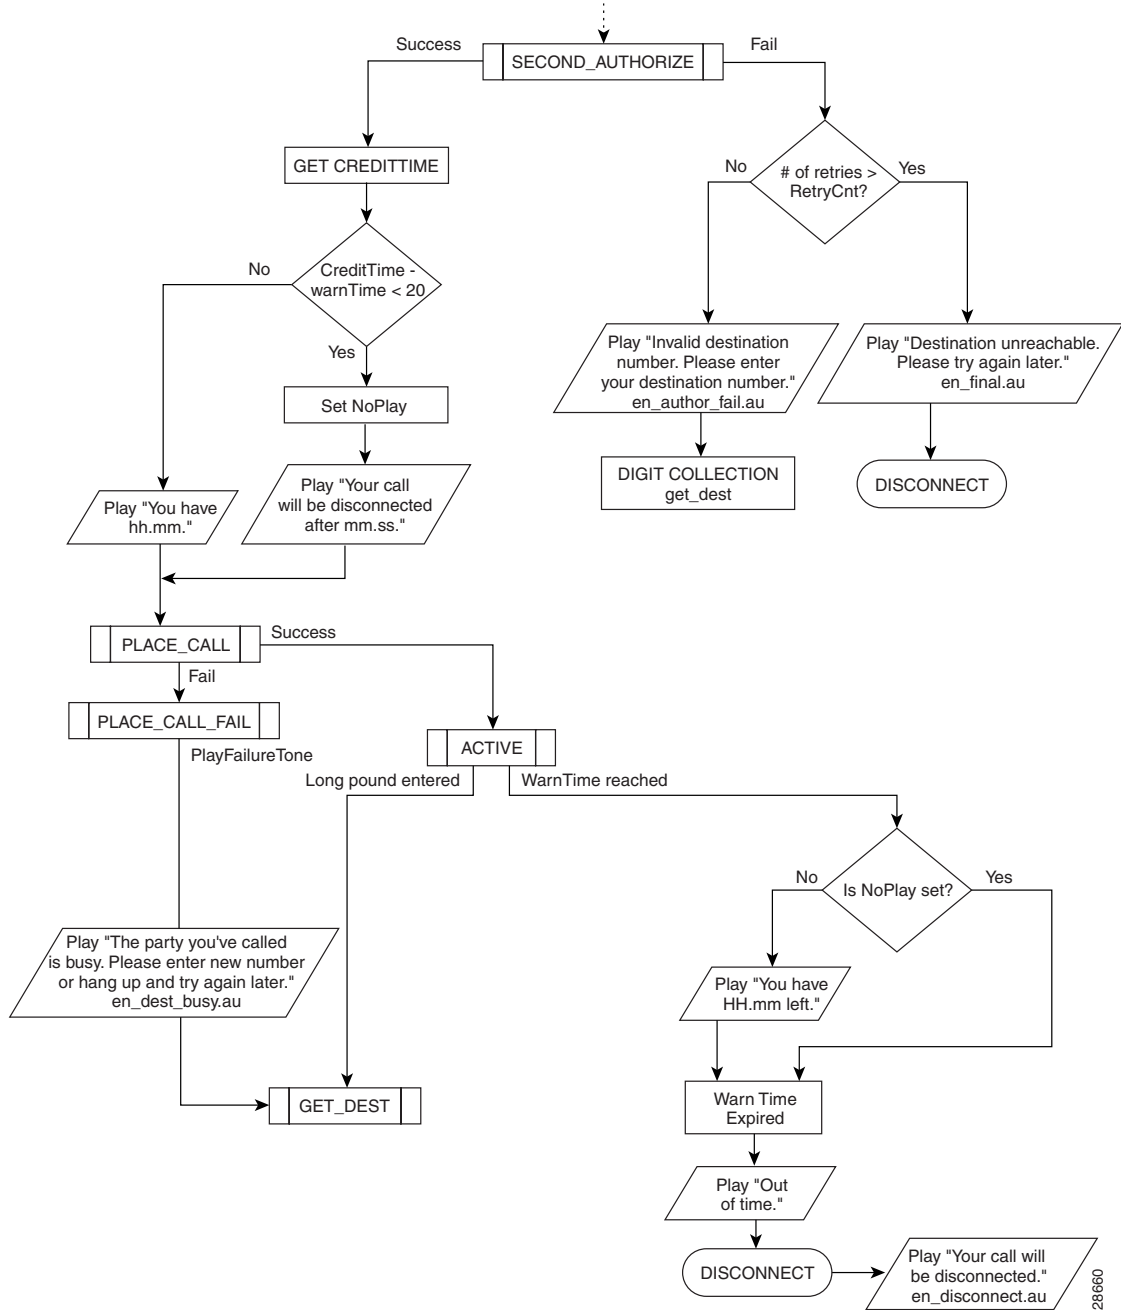 Success
SECOND_AUTHORIZE
Fail
GET CREDITTIME
No
# of retries >
RetryCnt?
Yes
No
CreditTime -
warnTime < 20
Yes
Play "Invalid destination
number. Please enter
your destination number."
en_author_fail.au
Play "Destination unreachable.
Please try again later."
en_final.au
Set NoPlay
DIGIT COLLECTION
get_dest
DISCONNECT
Play "You have
hh.mm."
Play "Your call
will be disconnected
after mm.ss."
PLACE_CALL
Success
Fail
PLACE_CALL_FAIL
PlayFailureTone
ACTIVE
Long pound entered
WarnTime reached
No
Is NoPlay set?
Yes
Play "The party you've called
is busy. Please enter new number
or hang up and try again later."
en_dest_busy.au
Play "You have
HH.mm left."
GET_DEST
Warn Time
Expired
Play "Out
of time."
DISCONNECT
Play "Your call will
be disconnected."
en_disconnect.au
28660